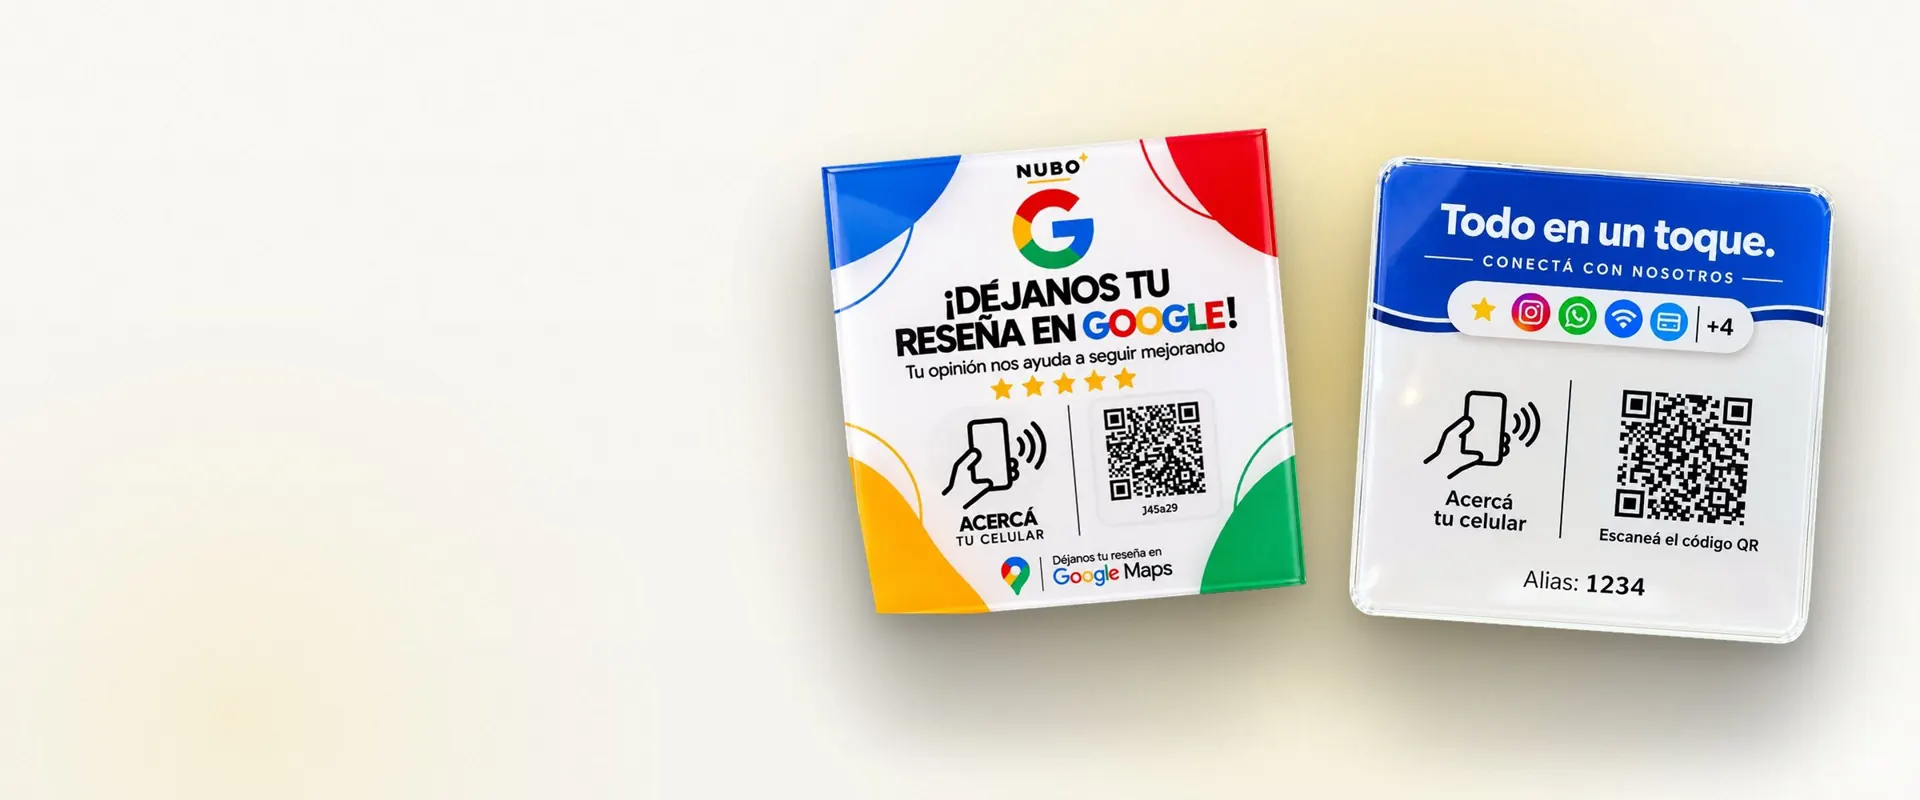 NUBO
¡DÉJANOS TU
RESEÑA EN GOOGLE!
Tu opinión nos ayuda a seguir mejorando
ACERCÁ
TU CELULAR
J45a29
Déjanos tu reseña en
Google Maps
Todo en un toque.
CONECTÁ CON NOSOTROS
+4
Acercá
tu celular
Escaneá el código QR
Alias: 1234